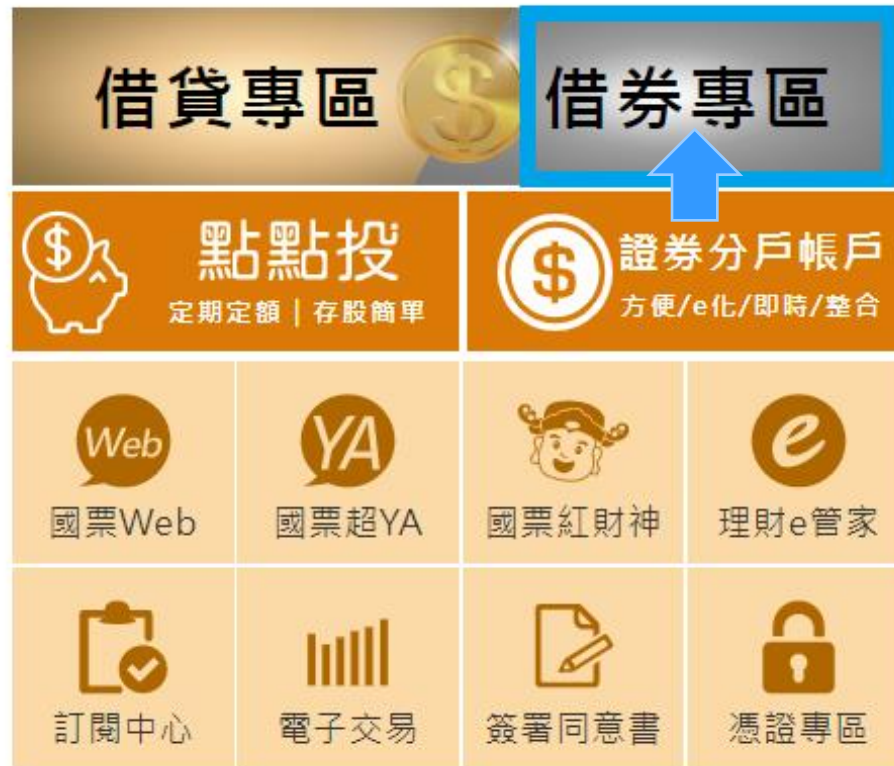 借貸專區
借券專區
點點投
定期定額 | 存股簡單
證券分戶帳戶
方便/e化/即時/整合
Web
國票Web
YA
國票超YA
國票紅財神
e
理財e管家
訂閱中心
電子交易
簽署同意書
憑證專區